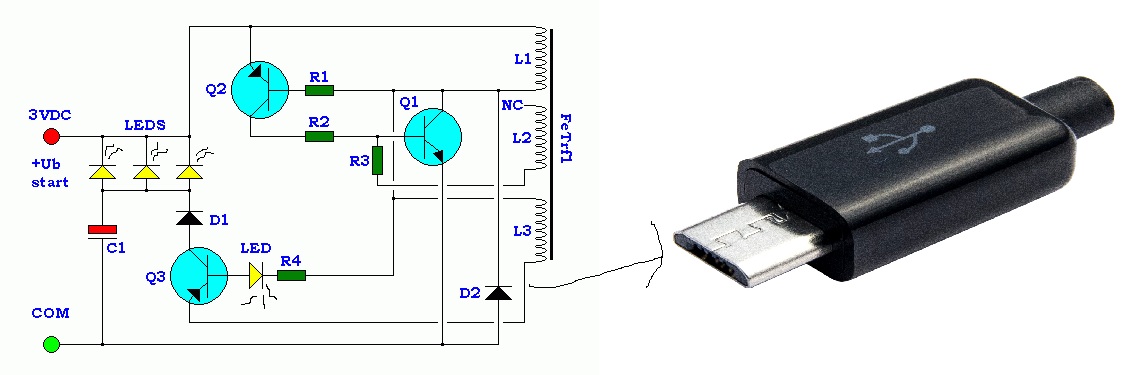 L1
Q2
R1
Q1
NC
3VDC
LEDS
R2
L2
FeTrf1
+Ub
start
R3
D1
L3
C1
LED
Q3
R4
D2
COM